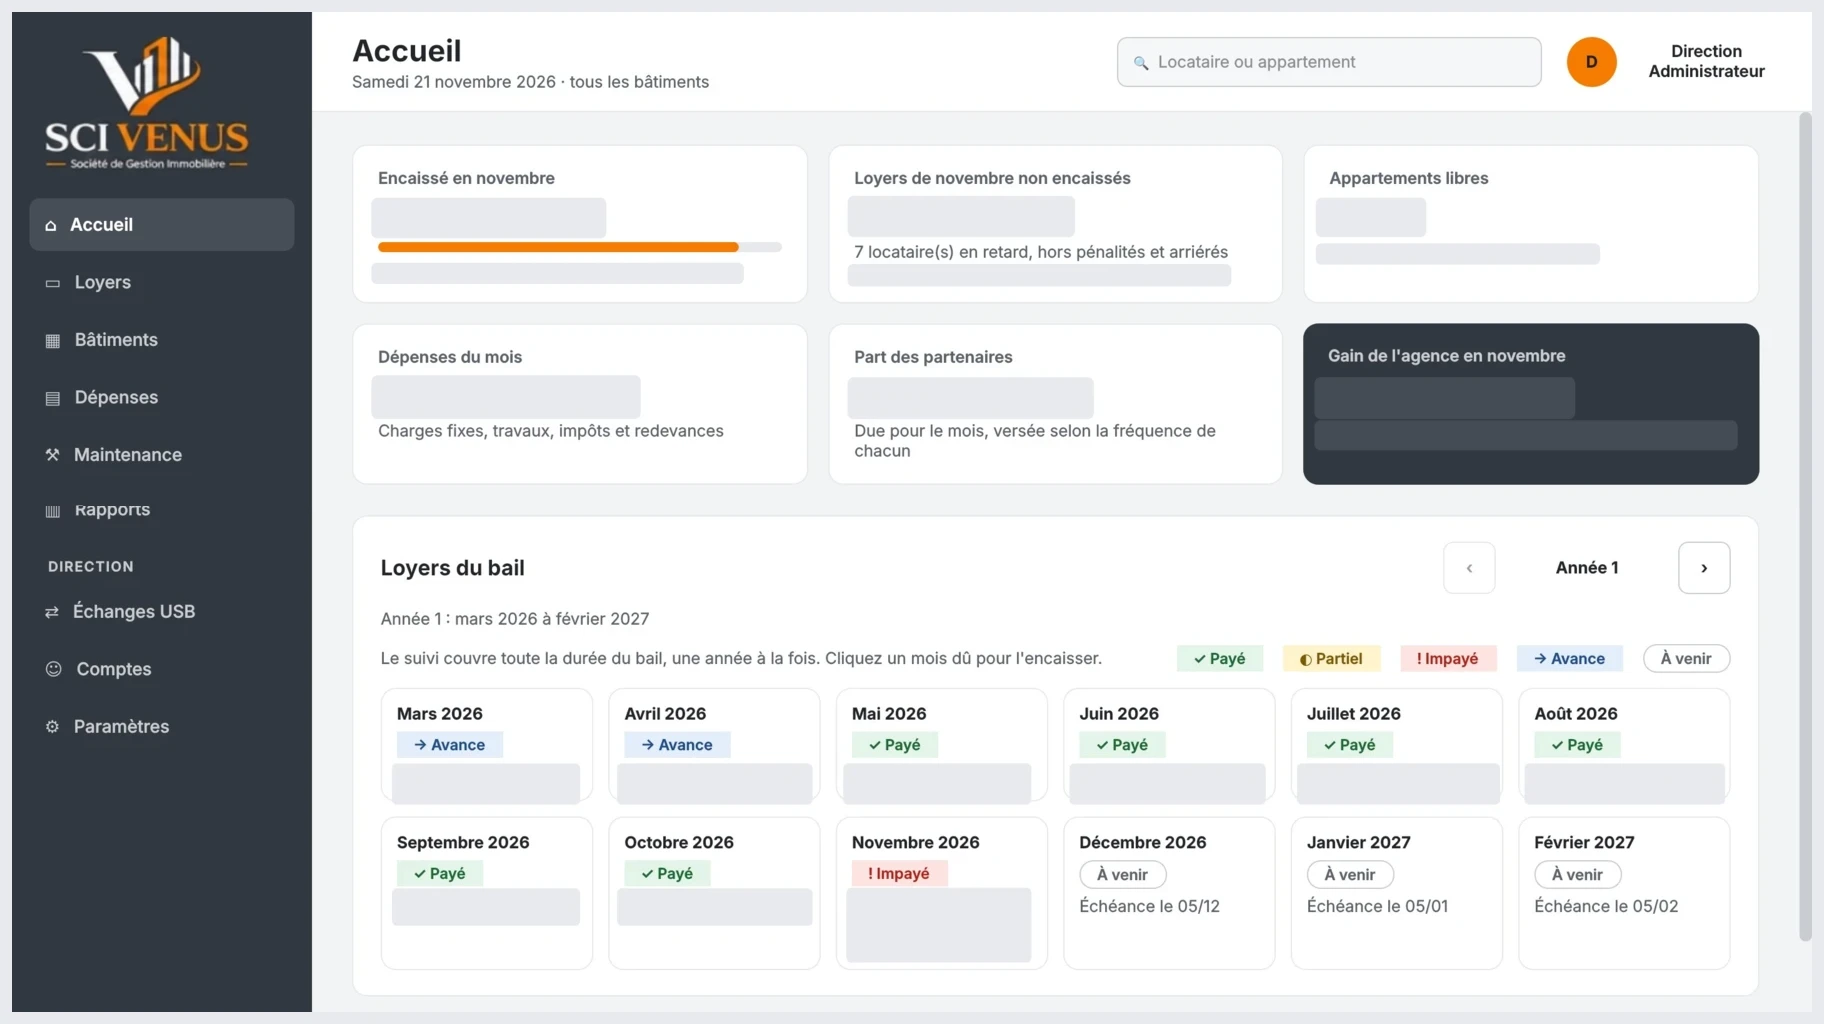 SCI VENUS
Société de Gestion Immobilière
Accueil
Loyers
Bâtiments
Dépenses
Maintenance
Rapports
DIRECTION
Échanges USB
Comptes
Paramètres
Accueil
Samedi 21 novembre 2026 · tous les bâtiments
Locataire ou appartement
D
Direction
Administrateur
Encaissé en novembre
Loyers de novembre non encaissés
7 locataire(s) en retard, hors pénalités et arriérés
Appartements libres
Dépenses du mois
Charges fixes, travaux, impôts et redevances
Part des partenaires
Due pour le mois, versée selon la fréquence de
chacun
Gain de l'agence en novembre
Loyers du bail
‹ Année 1 ›
Année 1 : mars 2026 à février 2027
Le suivi couvre toute la durée du bail, une année à la fois. Cliquez un mois dû pour l'encaisser.
✓ Payé ◐ Partiel ! Impayé → Avance À venir
Mars 2026
→ Avance
Avril 2026
→ Avance
Mai 2026
✓ Payé
Juin 2026
✓ Payé
Juillet 2026
✓ Payé
Août 2026
✓ Payé
Septembre 2026
✓ Payé
Octobre 2026
✓ Payé
Novembre 2026
! Impayé
Décembre 2026
À venir
Échéance le 05/12
Janvier 2027
À venir
Échéance le 05/01
Février 2027
À venir
Échéance le 05/02